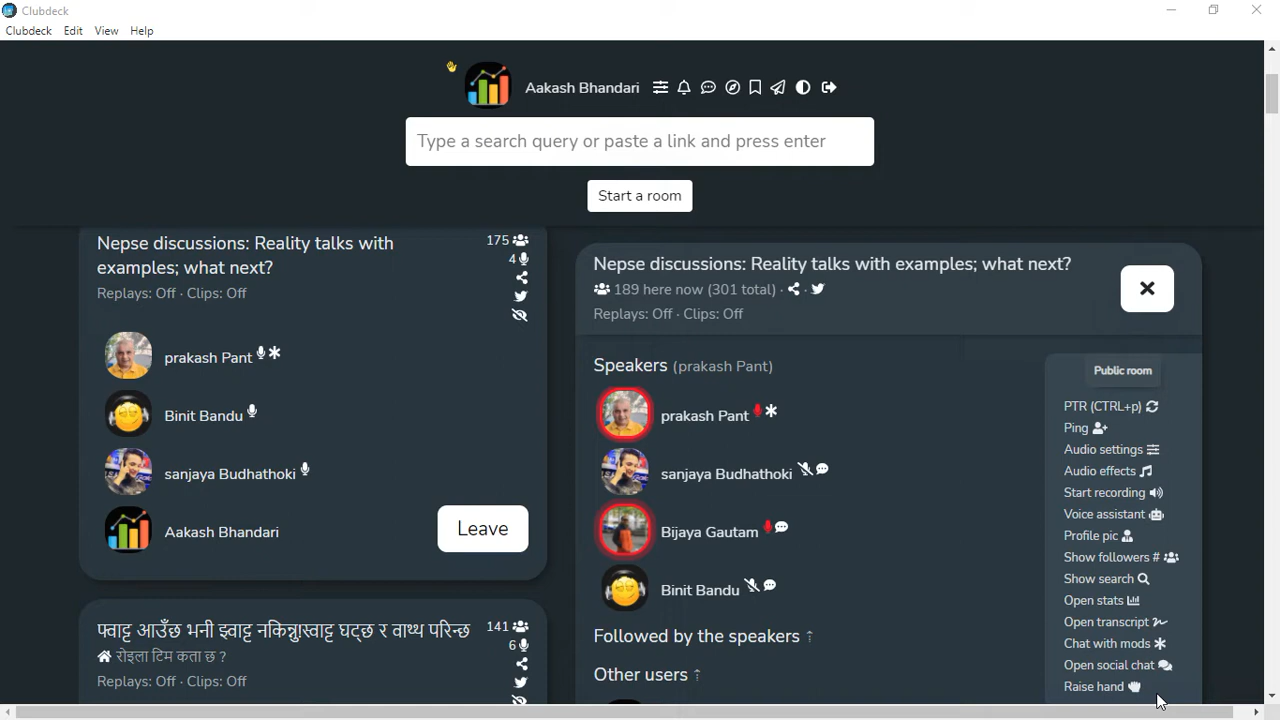 Clubdeck
Clubdeck Edit View Help
Aakash Bhandari
Type a search query or paste a link and press enter
Start a room
Nepse discussions: Reality talks with
examples; what next?
Replays: Off · Clips: Off
175
4
prakash Pant
Binit Bandu
sanjaya Budhathoki
Aakash Bhandari
Leave
फ्वाट्ट आउँछ भनी झ्वाट्ट नकिन्नुास्वाट्ट घट्छ र वाथ्थ परिन्छ
रोइला टिम कता छ ?
Replays: Off · Clips: Off
141
6
Nepse discussions: Reality talks with examples; what next?
189 here now (301 total) · ·
Replays: Off · Clips: Off
Speakers (prakash Pant)
prakash Pant
sanjaya Budhathoki
Bijaya Gautam
Binit Bandu
Followed by the speakers ↑
Other users ↑
Public room
PTR (CTRL+p)
Ping
Audio settings
Audio effects
Start recording
Voice assistant
Profile pic
Show followers #
Show search
Open stats
Open transcript
Chat with mods
Open social chat
Raise hand